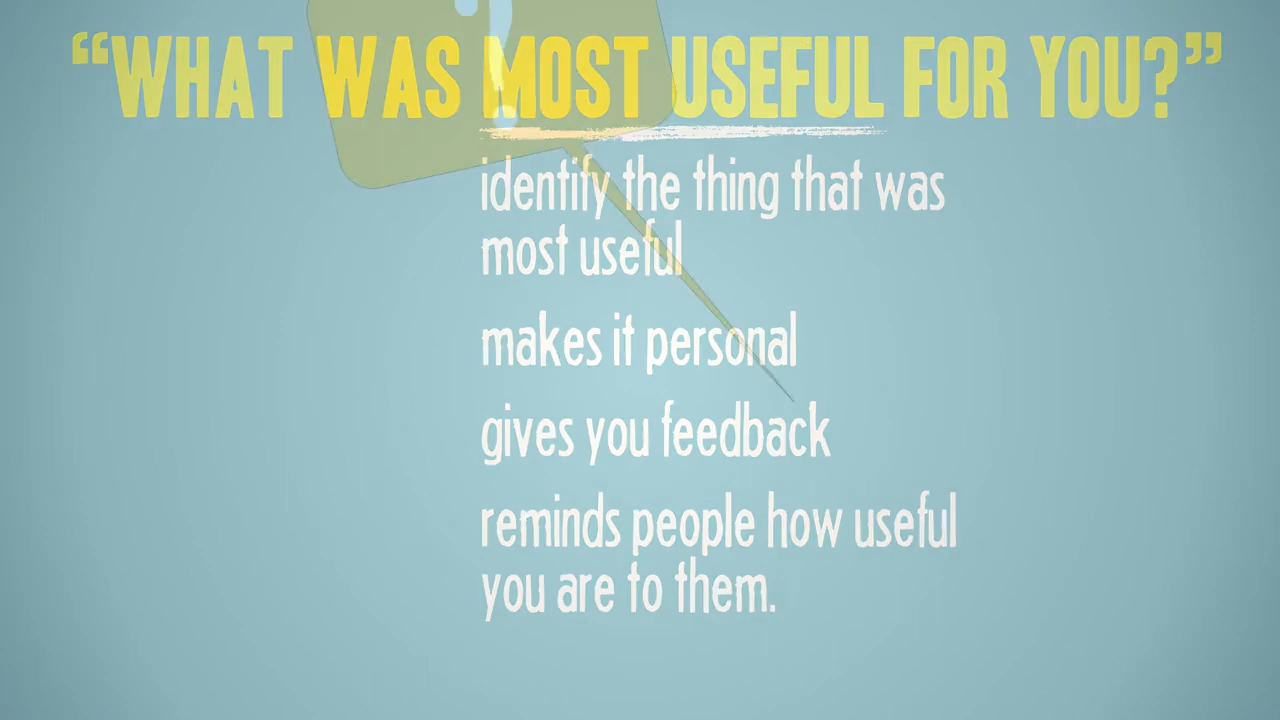 “WHAT WAS MOST USEFUL FOR YOU?”
identify the thing that was
most useful
makes it personal
gives you feedback
reminds people how useful
you are to them.